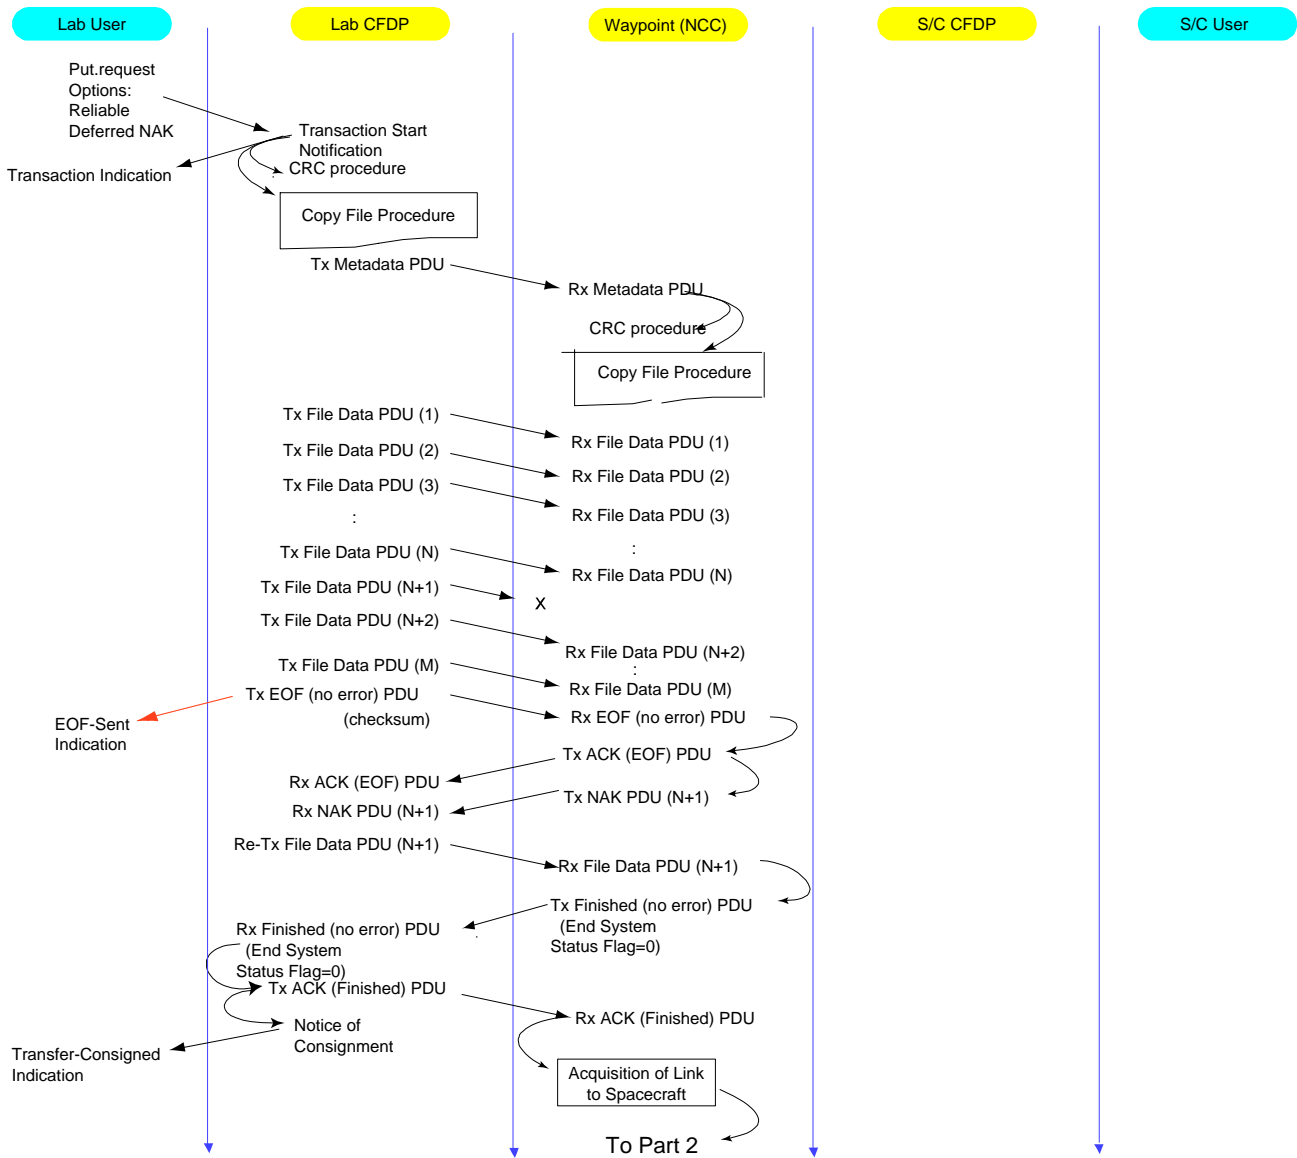 Lab User
Lab CFDP
Waypoint (NCC)
S/C CFDP
S/C User
Put.request
Options:
Reliable
Deferred NAK
Transaction Start
Notification
CRC procedure
Transaction Indication
Copy File Procedure
Tx Metadata PDU
Rx Metadata PDU
CRC procedure
Copy File Procedure
Tx File Data PDU (1)
Rx File Data PDU (1)
Tx File Data PDU (2)
Rx File Data PDU (2)
Tx File Data PDU (3)
Rx File Data PDU (3)
:
:
Tx File Data PDU (N)
Rx File Data PDU (N)
Tx File Data PDU (N+1)
X
Tx File Data PDU (N+2)
Rx File Data PDU (N+2)
:
Tx File Data PDU (M)
Rx File Data PDU (M)
Tx EOF (no error) PDU
(checksum)
Rx EOF (no error) PDU
EOF-Sent
Indication
Tx ACK (EOF) PDU
Rx ACK (EOF) PDU
Tx NAK PDU (N+1)
Rx NAK PDU (N+1)
Re-Tx File Data PDU (N+1)
Rx File Data PDU (N+1)
Tx Finished (no error) PDU
(End System
Status Flag=0)
Rx Finished (no error) PDU
(End System
Status Flag=0)
Tx ACK (Finished) PDU
Rx ACK (Finished) PDU
Notice of
Consignment
Transfer-Consigned
Indication
Acquisition of Link
to Spacecraft
To Part 2